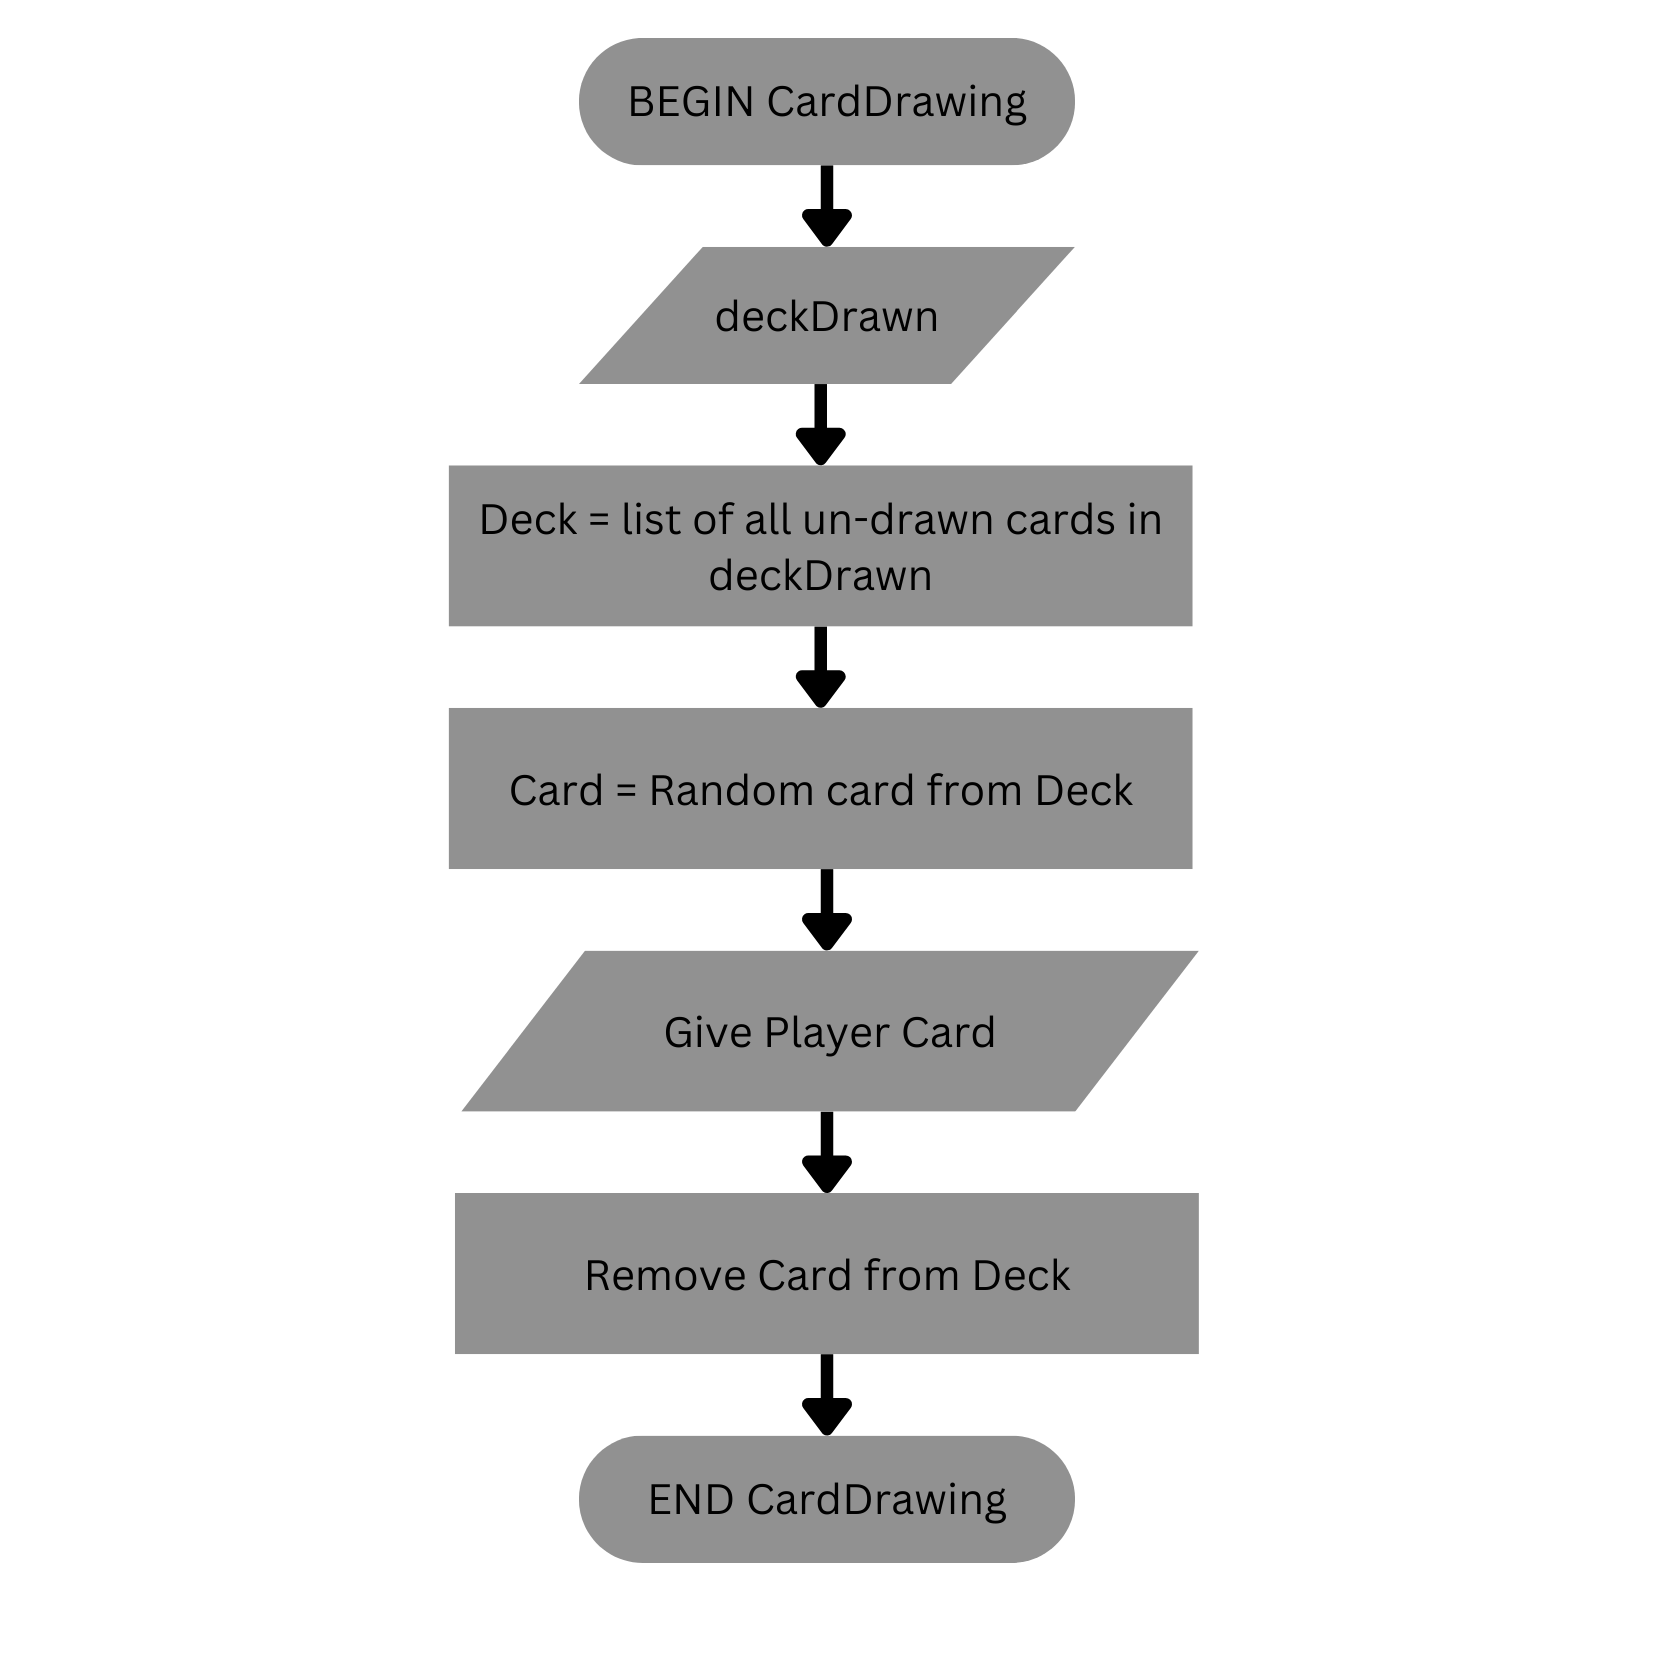 BEGIN CardDrawing
deckDrawn
Deck = list of all un-drawn cards in
deckDrawn
Card = Random card from Deck
Give Player Card
Remove Card from Deck
END CardDrawing